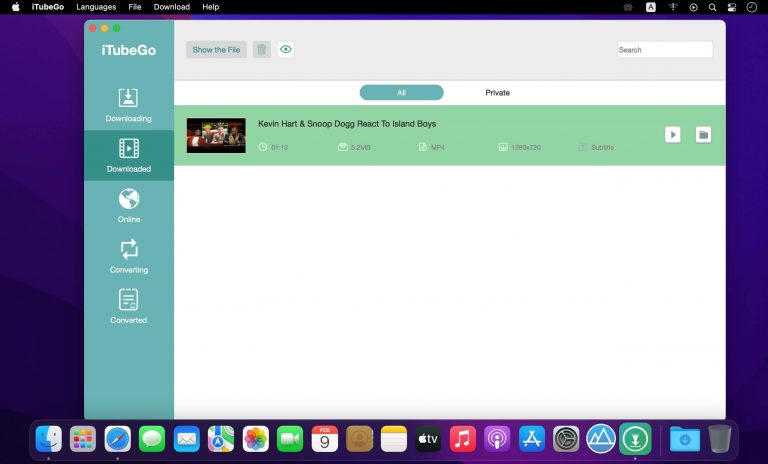 iTubeGo Languages File Download Help A
iTubeGo
Show the File
Search
All Private
Downloading
Kevin Hart & Snoop Dogg React To Island Boys
01:13 5.2MB MP4 1280x720 Subtitle
Downloaded
Online
Converting
Converted
FEB
9
tv